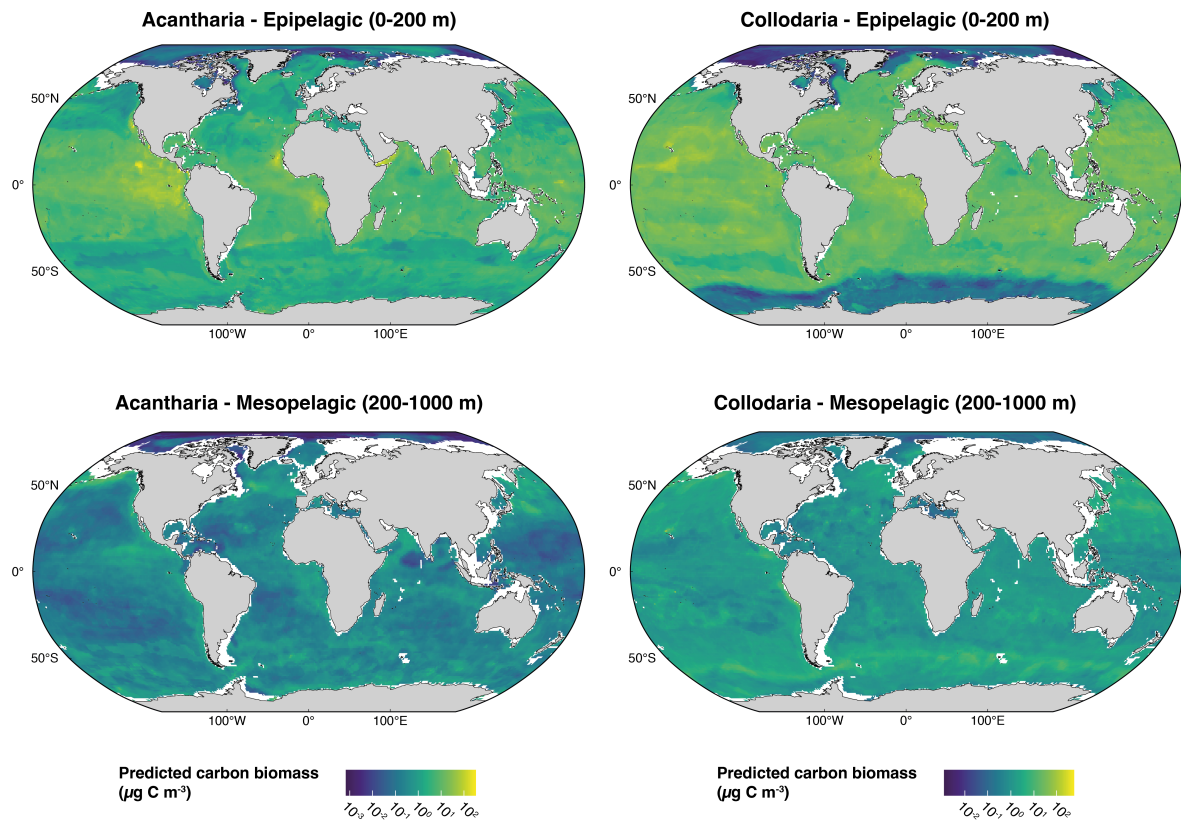 Acantharia - Epipelagic (0-200 m)
50°N
0°
50°S
100°W 0° 100°E
Collodaria - Epipelagic (0-200 m)
50°N
0°
50°S
100°W 0° 100°E
Acantharia - Mesopelagic (200-1000 m)
50°N
0°
50°S
100°W 0° 100°E
Collodaria - Mesopelagic (200-1000 m)
50°N
0°
50°S
100°W 0° 100°E
Predicted carbon biomass
(µg C m⁻³)
10⁻³ 10⁻² 10⁻¹ 10⁰ 10¹ 10²
Predicted carbon biomass
(µg C m⁻³)
10⁻² 10⁻¹ 10⁰ 10¹ 10²